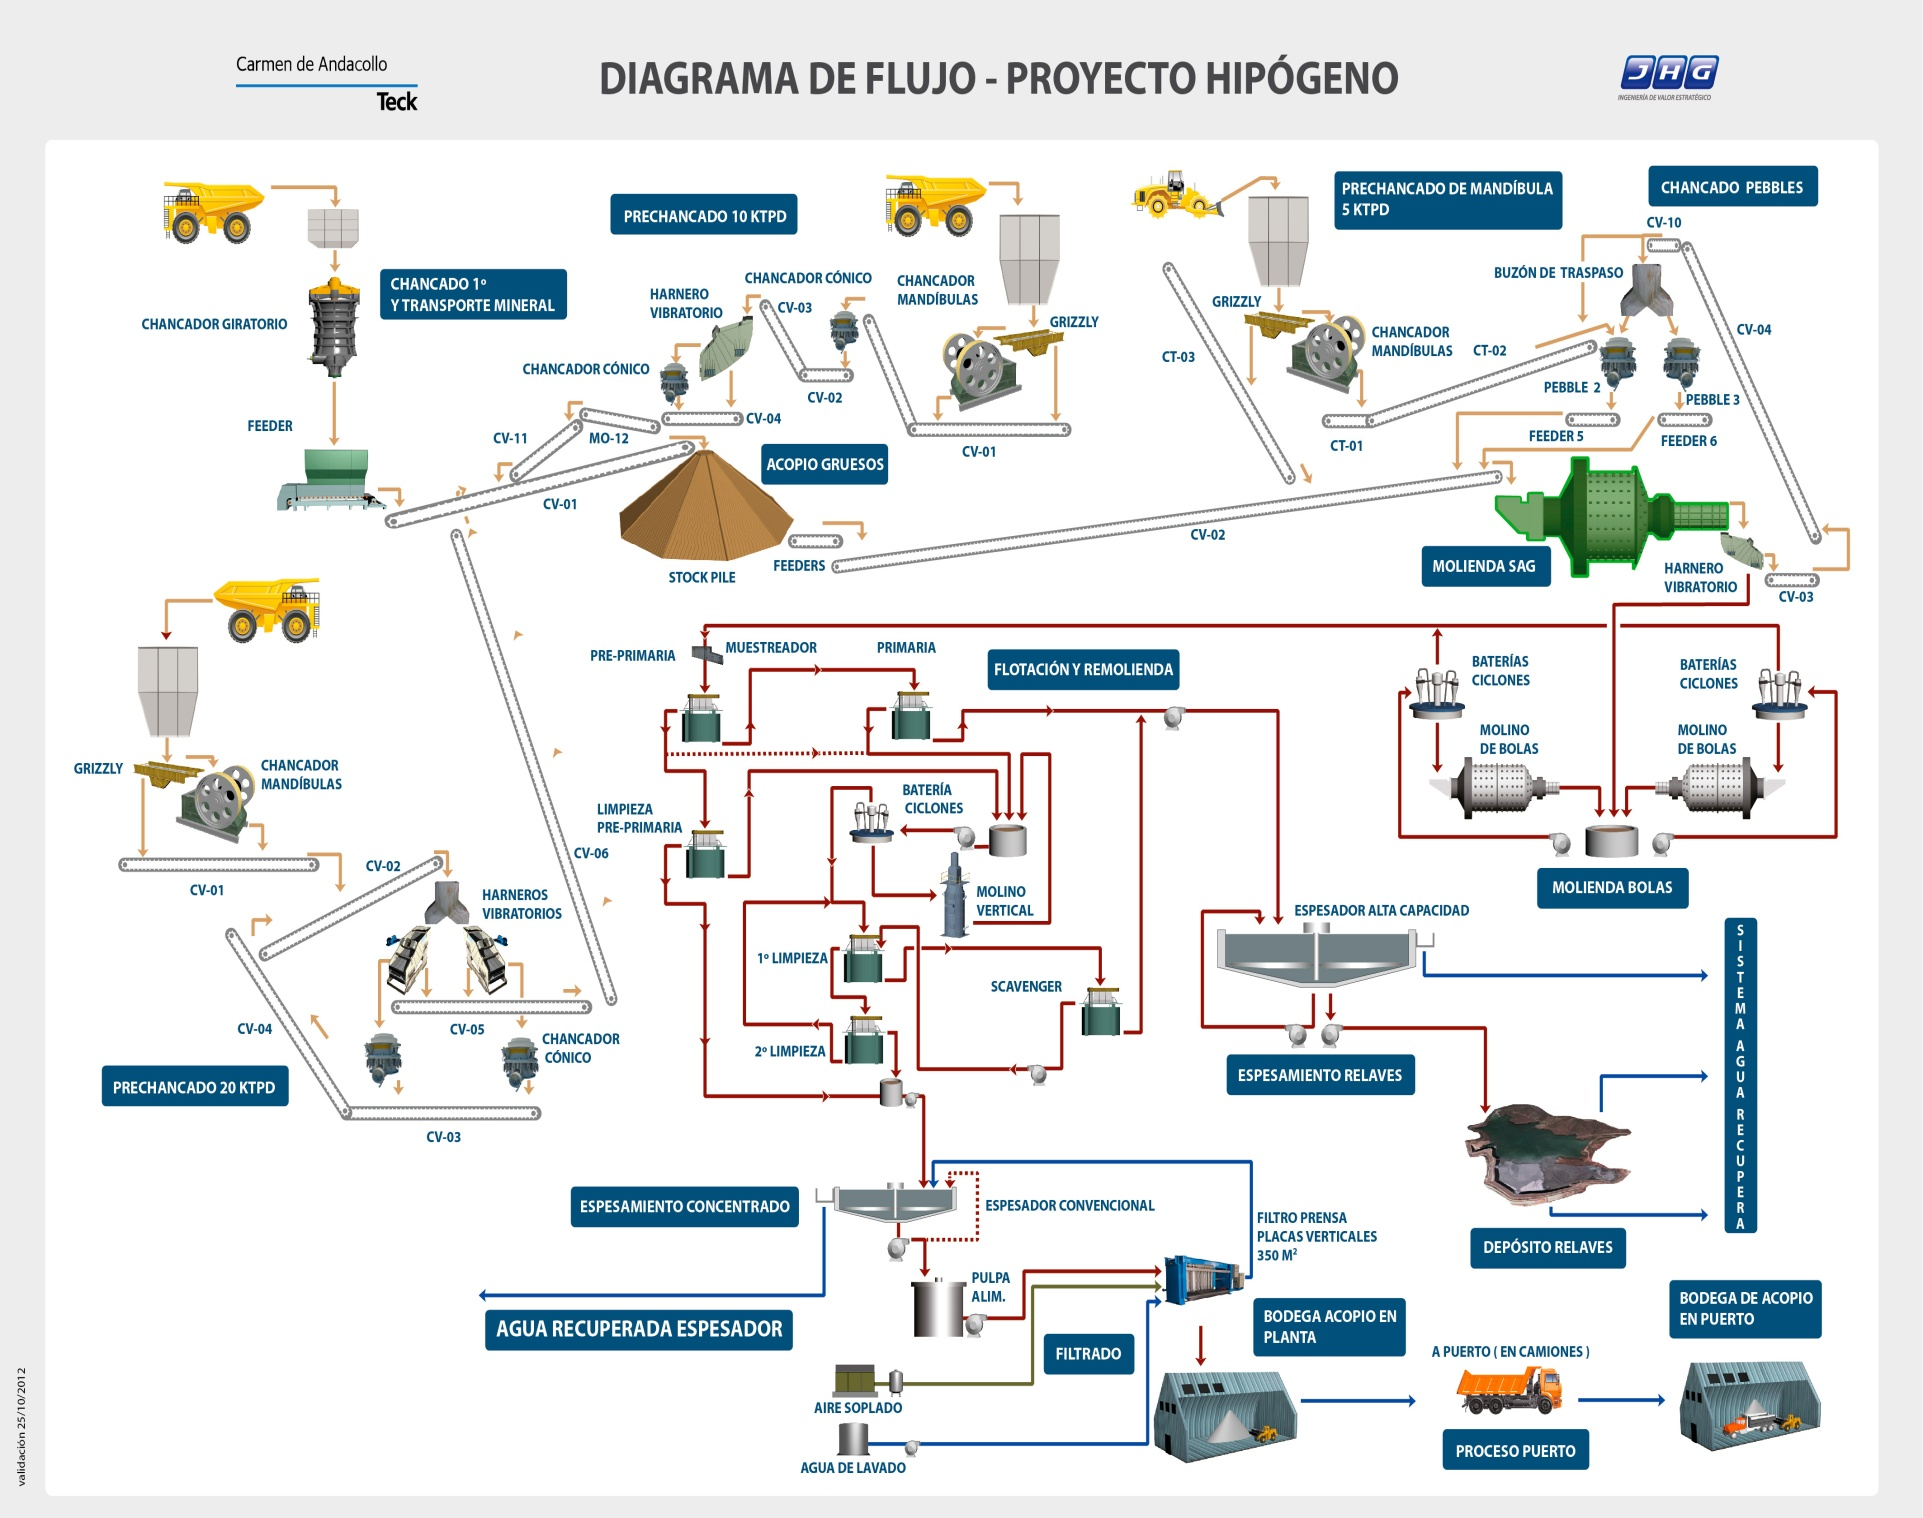 Carmen de Andacollo
Teck
DIAGRAMA DE FLUJO - PROYECTO HIPÓGENO
JHG
INGENIERÍA DE VALOR ESTRATÉGICO
CHANCADO 1º
Y TRANSPORTE MINERAL
CHANCADOR GIRATORIO
FEEDER
PRECHANCADO 10 KTPD
CHANCADOR CÓNICO
HARNERO
VIBRATORIO
CV-03
CHANCADOR
MANDÍBULAS
GRIZZLY
CHANCADOR CÓNICO
CV-02
CV-04
CV-11
MO-12
CV-01
CV-01
ACOPIO GRUESOS
STOCK PILE
FEEDERS
PRECHANCADO DE MANDÍBULA
5 KTPD
GRIZZLY
CHANCADOR
MANDÍBULAS
CT-03
CT-02
CT-01
CV-02
CHANCADO PEBBLES
CV-10
BUZÓN DE TRASPASO
CV-04
PEBBLE 2
PEBBLE 3
FEEDER 5
FEEDER 6
MOLIENDA SAG
HARNERO
VIBRATORIO
CV-03
GRIZZLY
CHANCADOR
MANDÍBULAS
CV-01
CV-02
HARNEROS
VIBRATORIOS
CV-06
CV-04
CV-05
CHANCADOR
CÓNICO
PRECHANCADO 20 KTPD
CV-03
PRE-PRIMARIA
MUESTREADOR
PRIMARIA
FLOTACIÓN Y REMOLIENDA
LIMPIEZA
PRE-PRIMARIA
BATERÍA
CICLONES
MOLINO
VERTICAL
1º LIMPIEZA
SCAVENGER
2º LIMPIEZA
BATERÍAS
CICLONES
BATERÍAS
CICLONES
MOLINO
DE BOLAS
MOLINO
DE BOLAS
MOLIENDA BOLAS
ESPESADOR ALTA CAPACIDAD
ESPESAMIENTO RELAVES
SISTEMA AGUA RECUPERA
DEPÓSITO RELAVES
ESPESAMIENTO CONCENTRADO
ESPESADOR CONVENCIONAL
AGUA RECUPERADA ESPESADOR
PULPA
ALIM.
FILTRO PRENSA
PLACAS VERTICALES
350 M²
FILTRADO
AIRE SOPLADO
AGUA DE LAVADO
BODEGA ACOPIO EN
PLANTA
A PUERTO ( EN CAMIONES )
PROCESO PUERTO
BODEGA DE ACOPIO
EN PUERTO
validación 25/10/2012